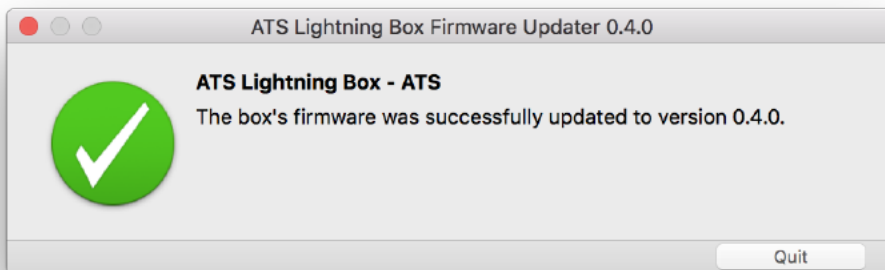 ATS Lightning Box Firmware Updater 0.4.0
ATS Lightning Box - ATS
The box's firmware was successfully updated to version 0.4.0.
Quit